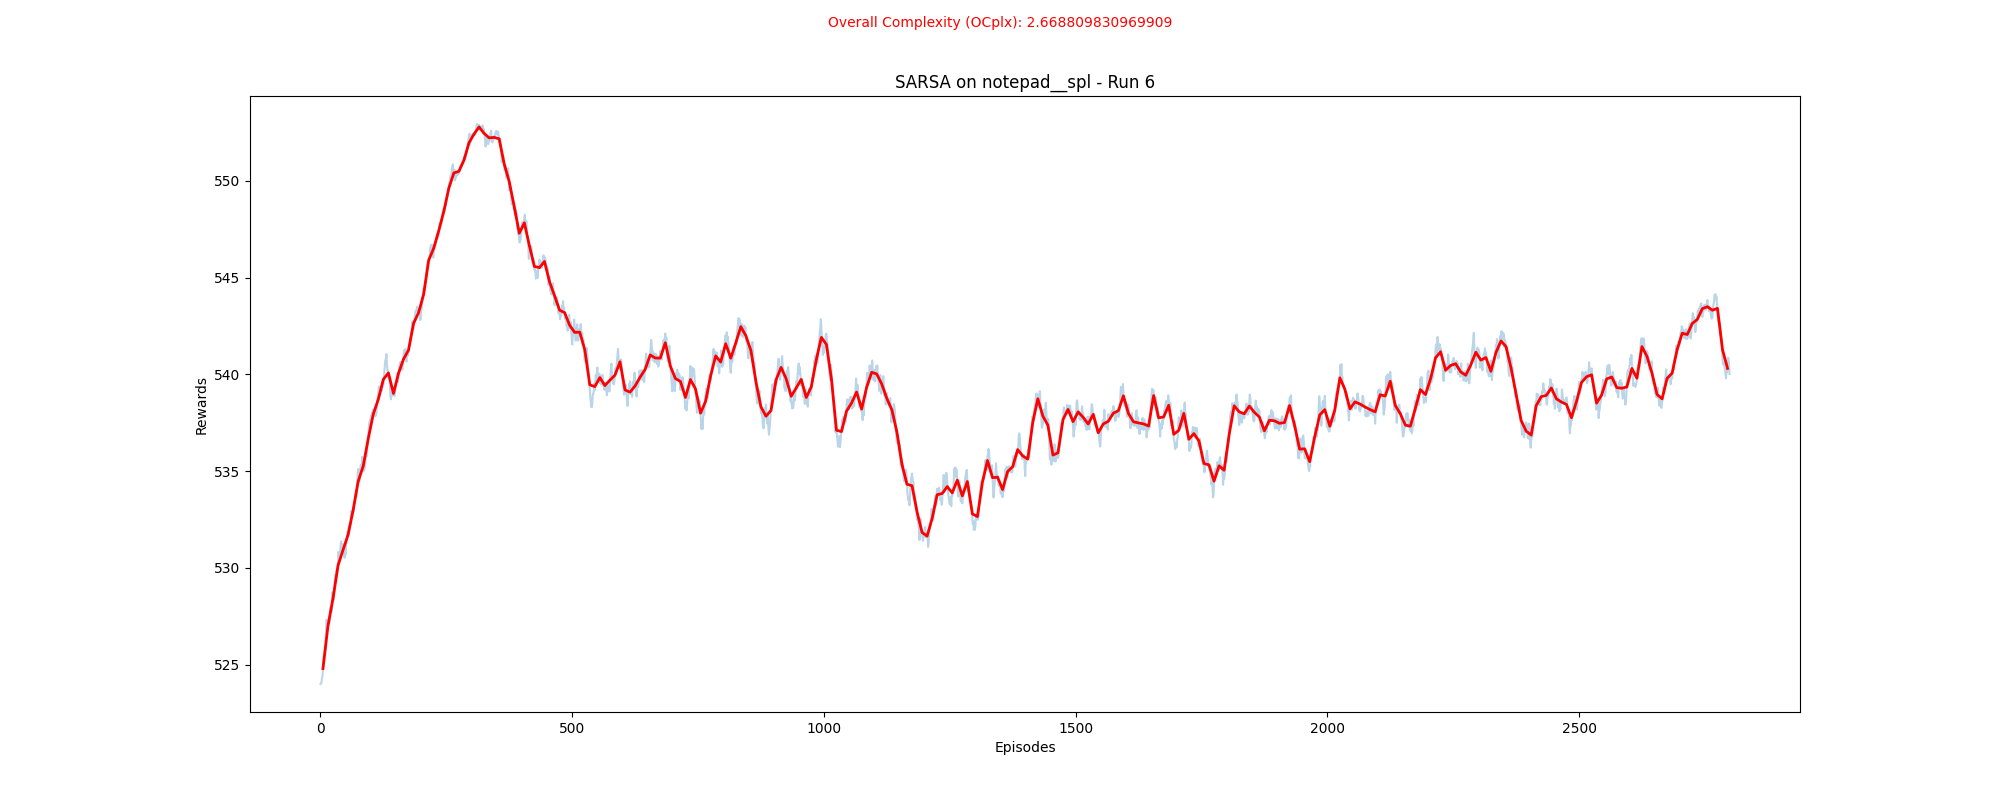 Overall Complexity (OCplx): 2.668809830969909
SARSA on notepad__spl - Run 6
550
545
540
535
530
525
Rewards
0 500 1000 1500 2000 2500
Episodes